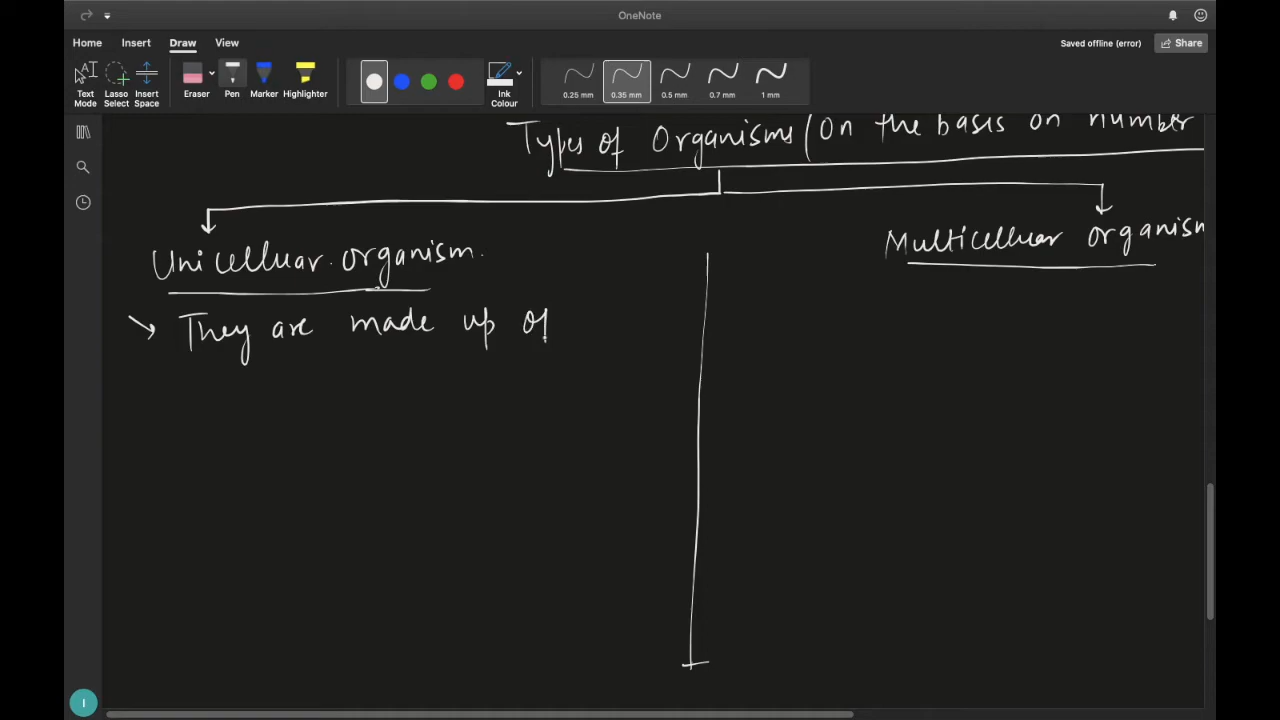 OneNote
Home Insert Draw View
Saved offline (error) Share
Text Mode
Lasso Select
Insert Space
Eraser
Pen
Marker
Highlighter
Ink Colour
0.25 mm
0.35 mm
0.5 mm
0.7 mm
1 mm
Types of Organisms (On the basis on number
Unicelluar organism.
Multicelluar organism
They are made up of
I